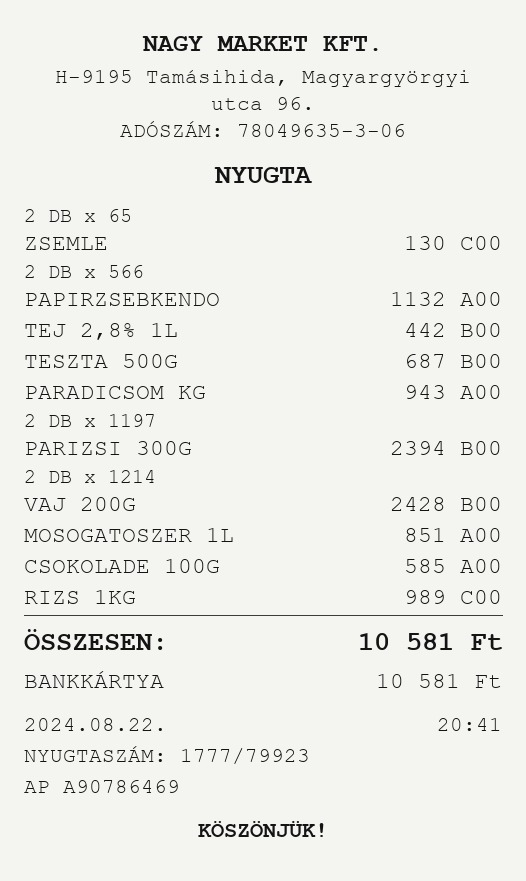 NAGY MARKET KFT.
H-9195 Tamásihida, Magyargyörgyi
utca 96.
ADÓSZÁM: 78049635-3-06
NYUGTA
2 DB x 65
ZSEMLE 130 C00
2 DB x 566
PAPIRZSEBKENDO 1132 A00
TEJ 2,8% 1L 442 B00
TESZTA 500G 687 B00
PARADICSOM KG 943 A00
2 DB x 1197
PARIZSI 300G 2394 B00
2 DB x 1214
VAJ 200G 2428 B00
MOSOGATOSZER 1L 851 A00
CSOKOLADE 100G 585 A00
RIZS 1KG 989 C00
ÖSSZESEN: 10 581 Ft
BANKKÁRTYA 10 581 Ft
2024.08.22. 20:41
NYUGTASZÁM: 1777/79923
AP A90786469
KÖSZÖNJÜK!